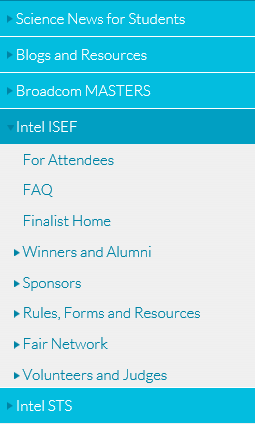 Science News for Students
Blogs and Resources
Broadcom MASTERS
Intel ISEF
For Attendees
FAQ
Finalist Home
Winners and Alumni
Sponsors
Rules, Forms and Resources
Fair Network
Volunteers and Judges
Intel STS